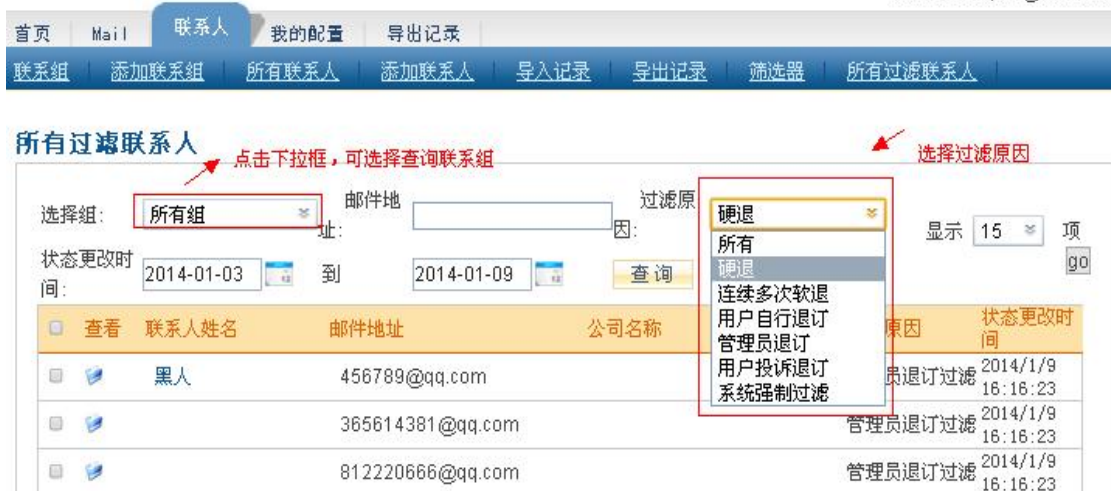 首页 Mail 联系人 我的配置 导出记录
联系组 添加联系组 所有联系人 添加联系人 导入记录 导出记录 筛选器 所有过滤联系人
所有过滤联系人
点击下拉框，可选择查询联系组
选择过滤原因
选择组: 所有组 邮件地址: 过滤原因: 硬退 显示 15 项
状态更改时间: 2014-01-03 到 2014-01-09 查询 go
所有
硬退
连续多次软退
用户自行退订
管理员退订
用户投诉退订
系统强制过滤
查看 联系人姓名 邮件地址 公司名称 原因 状态更改时间
黑人 456789@qq.com 员退订过滤 2014/1/9 16:16:23
365614381@qq.com 管理员退订过滤 2014/1/9 16:16:23
812220666@qq.com 管理员退订过滤 2014/1/9 16:16:23